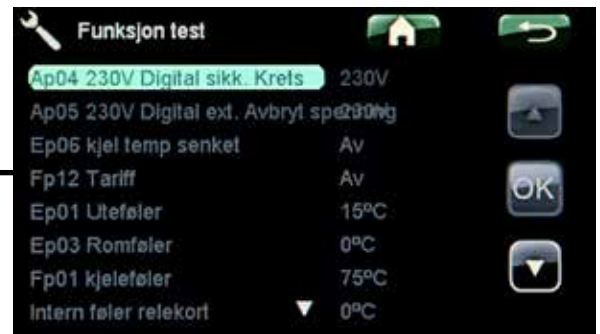 Funksjon test
Ap04 230V Digital sikk. Krets 230V
Ap05 230V Digital ext. Avbryt
Ep06 kjel temp senket Av
Fp12 Tariff Av
Ep01 Uteføler 15ºC
Ep03 Romføler 0ºC
Fp01 kjeleføler 75ºC
Intern føler relekort 0ºC
OK